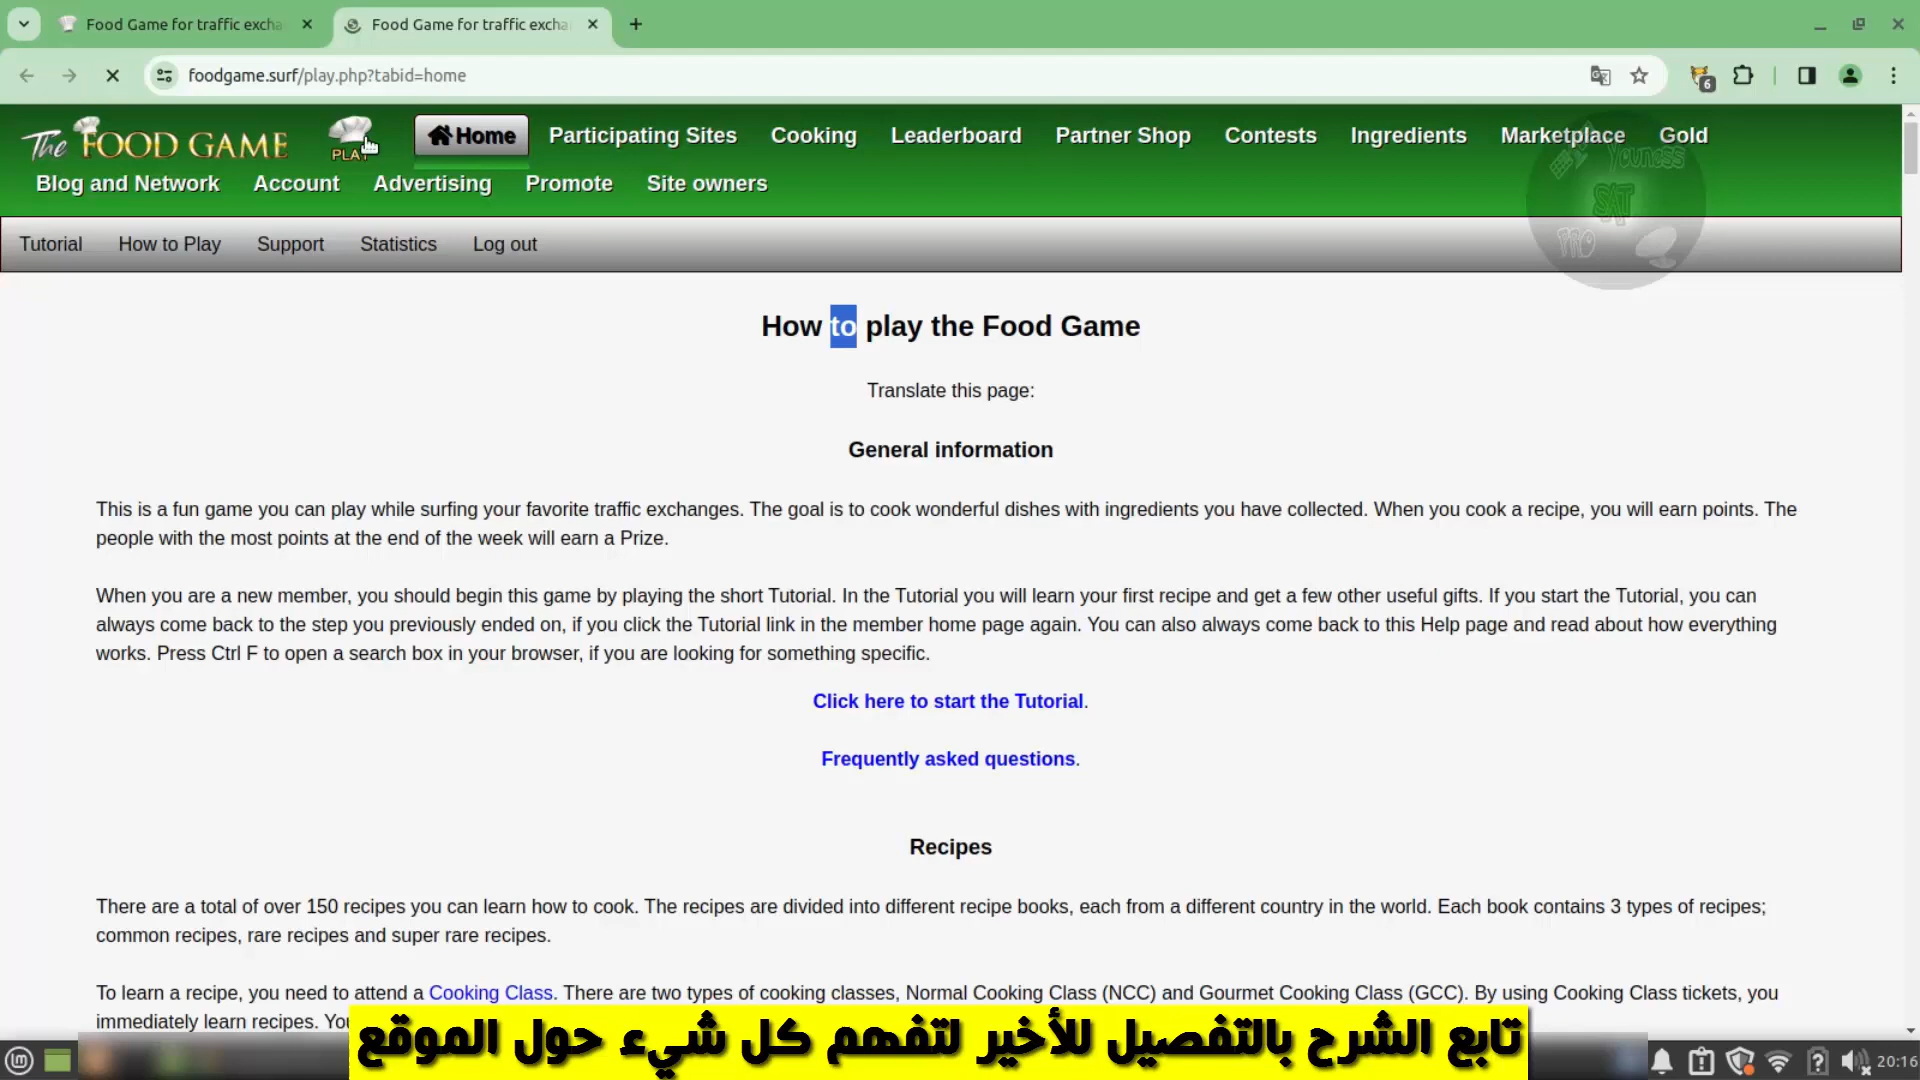 Food Game for traffic excha
Food Game for traffic excha
foodgame.surf/play.php?tabid=home
6
The FOOD GAME
PLAY
Home
Participating Sites
Cooking
Leaderboard
Partner Shop
Contests
Ingredients
Marketplace
Gold
Blog and Network
Account
Advertising
Promote
Site owners
Youness
SAT
PRO
Tutorial
How to Play
Support
Statistics
Log out
How to play the Food Game
Translate this page:
General information
This is a fun game you can play while surfing your favorite traffic exchanges. The goal is to cook wonderful dishes with ingredients you have collected. When you cook a recipe, you will earn points. The
people with the most points at the end of the week will earn a Prize.
When you are a new member, you should begin this game by playing the short Tutorial. In the Tutorial you will learn your first recipe and get a few other useful gifts. If you start the Tutorial, you can
always come back to the step you previously ended on, if you click the Tutorial link in the member home page again. You can also always come back to this Help page and read about how everything
works. Press Ctrl F to open a search box in your browser, if you are looking for something specific.
Click here to start the Tutorial.
Frequently asked questions.
Recipes
There are a total of over 150 recipes you can learn how to cook. The recipes are divided into different recipe books, each from a different country in the world. Each book contains 3 types of recipes;
common recipes, rare recipes and super rare recipes.
To learn a recipe, you need to attend a Cooking Class. There are two types of cooking classes, Normal Cooking Class (NCC) and Gourmet Cooking Class (GCC). By using Cooking Class tickets, you
immediately learn recipes.
تابع الشرح بالتفصيل للأخير لتفهم كل شيء حول الموقع
20:16